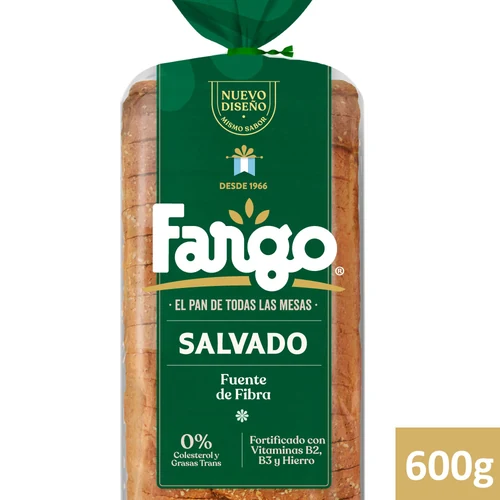 NUEVO
DISEÑO
MISMO SABOR
DESDE 1966
Fargo®
· EL PAN DE TODAS LAS MESAS ·
SALVADO
Fuente
de Fibra
0%
Colesterol y
Grasas Trans
Fortificado con
Vitaminas B2,
B3 y Hierro
600g